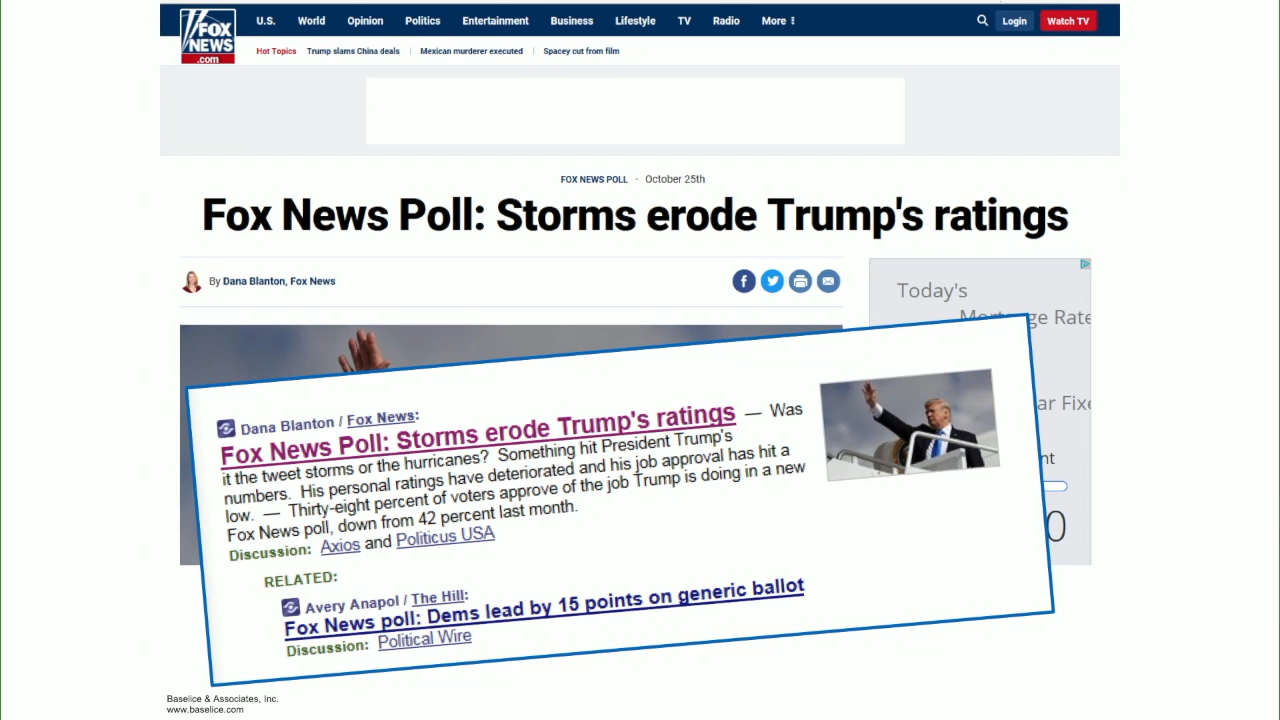 FOX
NEWS
.com
U.S. World Opinion Politics Entertainment Business Lifestyle TV Radio More
Login Watch TV
Hot Topics Trump slams China deals Mexican murderer executed Spacey cut from film
FOX NEWS POLL · October 25th
Fox News Poll: Storms erode Trump's ratings
By Dana Blanton, Fox News
Today's
ge Rate
ar Fixe
nt
0
Dana Blanton / Fox News:
Fox News Poll: Storms erode Trump's ratings — Was
it the tweet storms or the hurricanes? Something hit President Trump's
numbers. His personal ratings have deteriorated and his job approval has hit a
low. — Thirty-eight percent of voters approve of the job Trump is doing in a new
Fox News poll, down from 42 percent last month.
Discussion: Axios and Politicus USA
RELATED:
Avery Anapol / The Hill:
Fox News poll: Dems lead by 15 points on generic ballot
Discussion: Political Wire
Baselice & Associates, Inc.
www.baselice.com